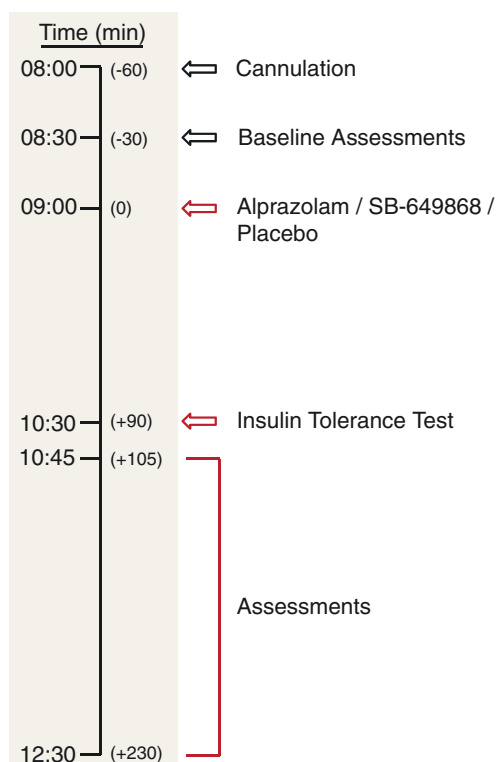 Time (min)
08:00 (-60) Cannulation
08:30 (-30) Baseline Assessments
09:00 (0) Alprazolam / SB-649868 /
Placebo
10:30 (+90) Insulin Tolerance Test
10:45 (+105)
Assessments
12:30 (+230)